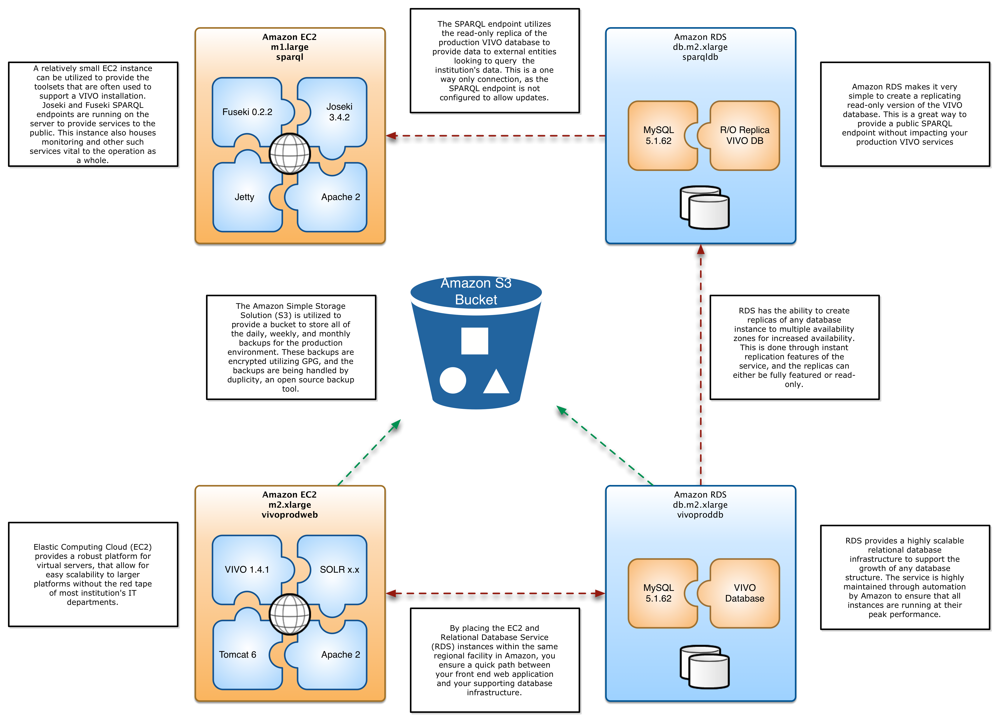 The SPARQL endpoint utilizes
the read-only replica of the
production VIVO database to
provide data to external entities
looking to query  the
institution's data. This is a one
way only connection, as the
SPARQL endpoint is not
configured to allow updates.
Amazon EC2
m1.large
sparql
Fuseki 0.2.2
Joseki
3.4.2
Jetty
Apache 2
Amazon RDS
db.m2.xlarge
sparqldb
MySQL
5.1.62
R/O Replica
VIVO DB
A relatively small EC2 instance
can be utilized to provide the
toolsets that are often used to
support a VIVO installation.
Joseki and Fuseki SPARQL
endpoints are running on the
server to provide services to the
public. This instance also houses
monitoring and other such
services vital to the operation as
a whole.
Amazon RDS makes it very
simple to create a replicating
read-only version of the VIVO
database. This is a great way to
provide a public SPARQL
endpoint without impacting your
production VIVO services
Amazon S3
Bucket
The Amazon Simple Storage
Solution (S3) is utilized to
provide a bucket to store all of
the daily, weekly, and monthly
backups for the production
environment. These backups are
encrypted utilizing GPG, and the
backups are being handled by
duplicity, an open source backup
tool.
RDS has the ability to create
replicas of any database
instance to multiple availability
zones for increased availability.
This is done through instant
replication features of the
service, and the replicas can
either be fully featured or read-
only.
Amazon EC2
m2.xlarge
vivoprodweb
VIVO 1.4.1
SOLR x.x
Tomcat 6
Apache 2
Amazon RDS
db.m2.xlarge
vivoproddb
MySQL
5.1.62
VIVO
Database
Elastic Computing Cloud (EC2)
provides a robust platform for
virtual servers, that allow for
easy scalability to larger
platforms without the red tape
of most institution's IT
departments.
RDS provides a highly scalable
relational database
infrastructure to support the
growth of any database
structure. The service is highly
maintained through automation
by Amazon to ensure that all
instances are running at their
peak performance.
By placing the EC2 and
Relational Database Service
(RDS) instances within the same
regional facility in Amazon, you
ensure a quick path between
your front end web application
and your supporting database
infrastructure.